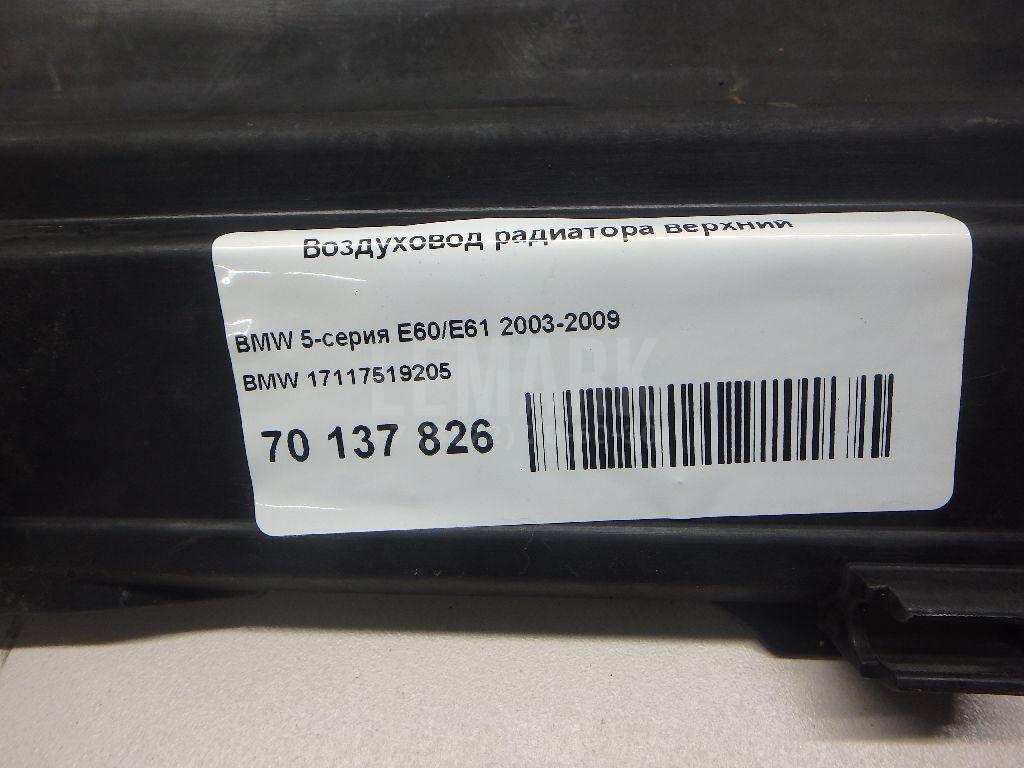 Воздуховод радиатора верхний
BMW 5-серия E60/E61 2003-2009
BMW 17117519205
LEMARK
70 137 826